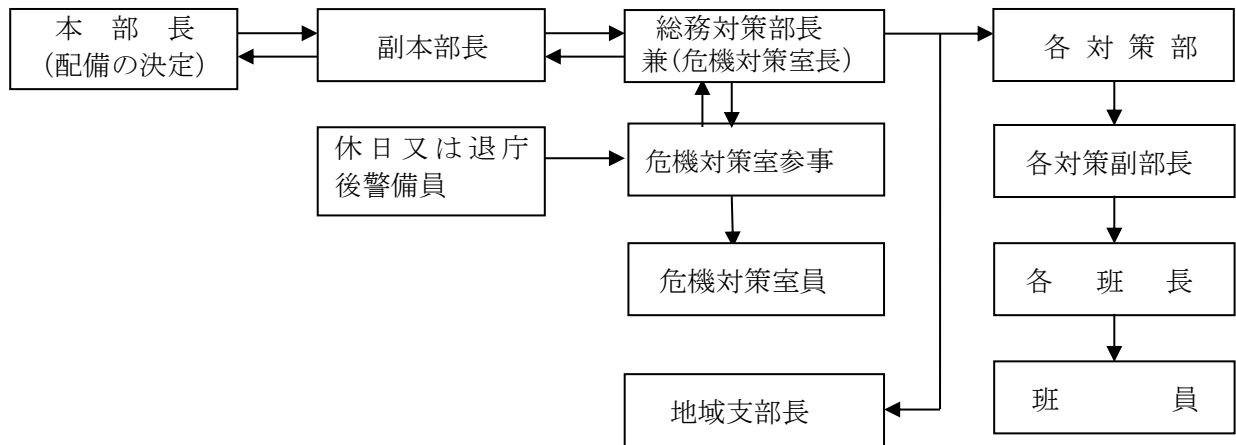 本部長
(配備の決定)
副本部長
総務対策部長
兼(危機対策室長)
各対策部
休日又は退庁
後警備員
危機対策室参事
各対策副部長
危機対策室員
各班長
地域支部長
班員